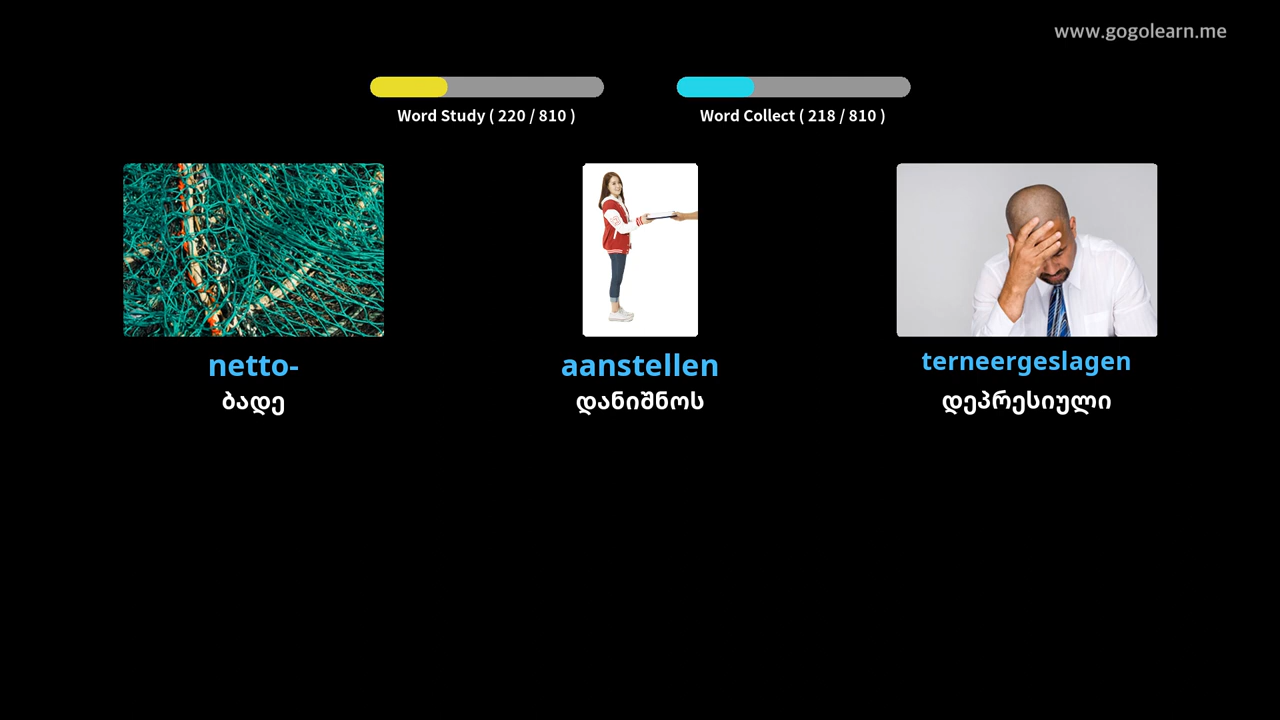 www.gogolearn.me
Word Study ( 220 / 810 )
Word Collect ( 218 / 810 )
netto-
aanstellen
terneergeslagen
ბადე
დანიშნოს
დეპრესიული